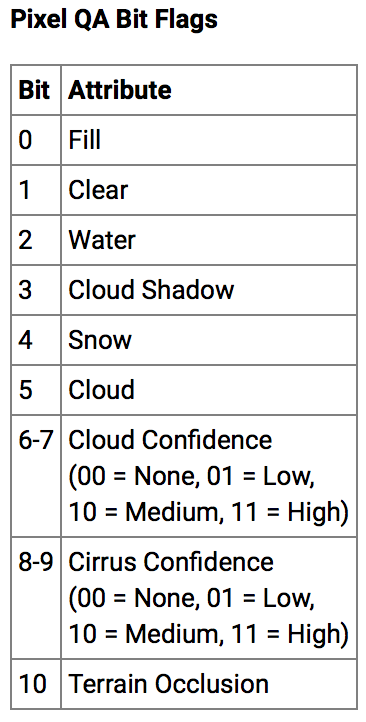 Pixel QA Bit Flags
Bit Attribute
0 Fill
1 Clear
2 Water
3 Cloud Shadow
4 Snow
5 Cloud
6-7 Cloud Confidence
(00 = None, 01 = Low,
10 = Medium, 11 = High)
8-9 Cirrus Confidence
(00 = None, 01 = Low,
10 = Medium, 11 = High)
10 Terrain Occlusion